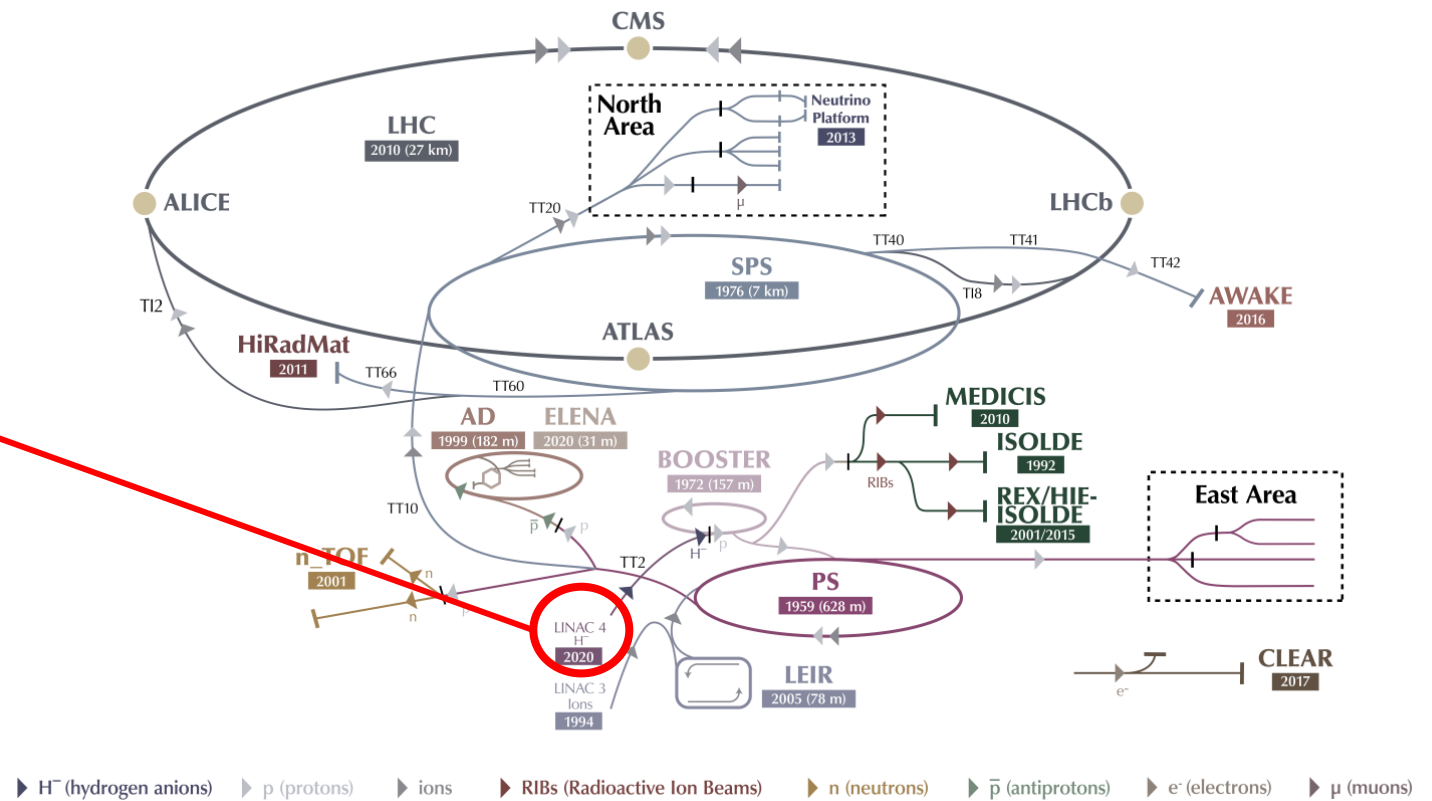 CMS
North
Area
Neutrino
Platform
2013
LHC
2010 (27 km)
μ
ALICE
LHCb
TT20
TT40
TT41
TT42
SPS
1976 (7 km)
TI8
AWAKE
2016
TI2
ATLAS
HiRadMat
2011
TT66
TT60
AD
1999 (182 m)
ELENA
2020 (31 m)
MEDICIS
2010
BOOSTER
1972 (157 m)
ISOLDE
1992
RIBs
REX/HIE-
ISOLDE
2001/2015
East Area
TT10
p̅
p
H⁻
p
TT2
n_TOF
2001
n
n
PS
1959 (628 m)
LINAC 4
H⁻
2020
LINAC 3
Ions
1994
LEIR
2005 (78 m)
CLEAR
2017
e⁻
H⁻ (hydrogen anions)
p (protons)
ions
RIBs (Radioactive Ion Beams)
n (neutrons)
p̅ (antiprotons)
e⁻ (electrons)
μ (muons)